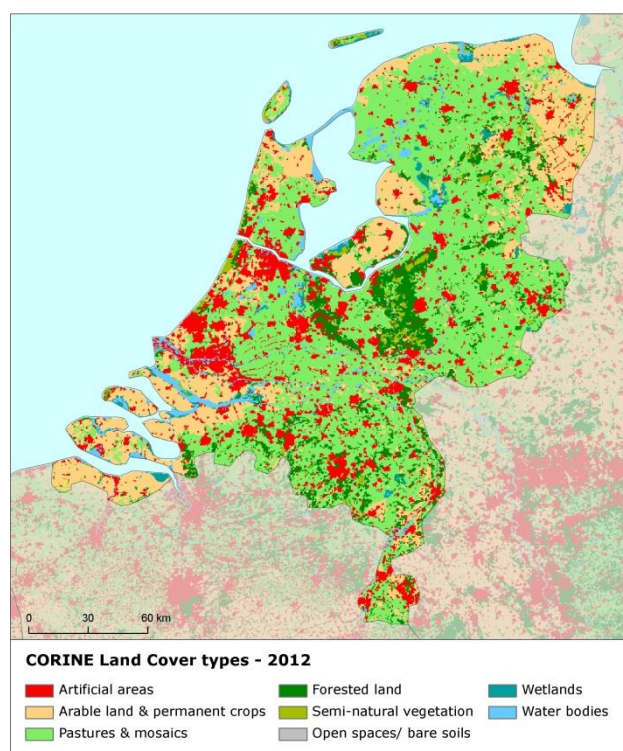 0 30 60 km
CORINE Land Cover types - 2012
Artificial areas
Arable land & permanent crops
Pastures & mosaics
Forested land
Semi-natural vegetation
Open spaces/ bare soils
Wetlands
Water bodies